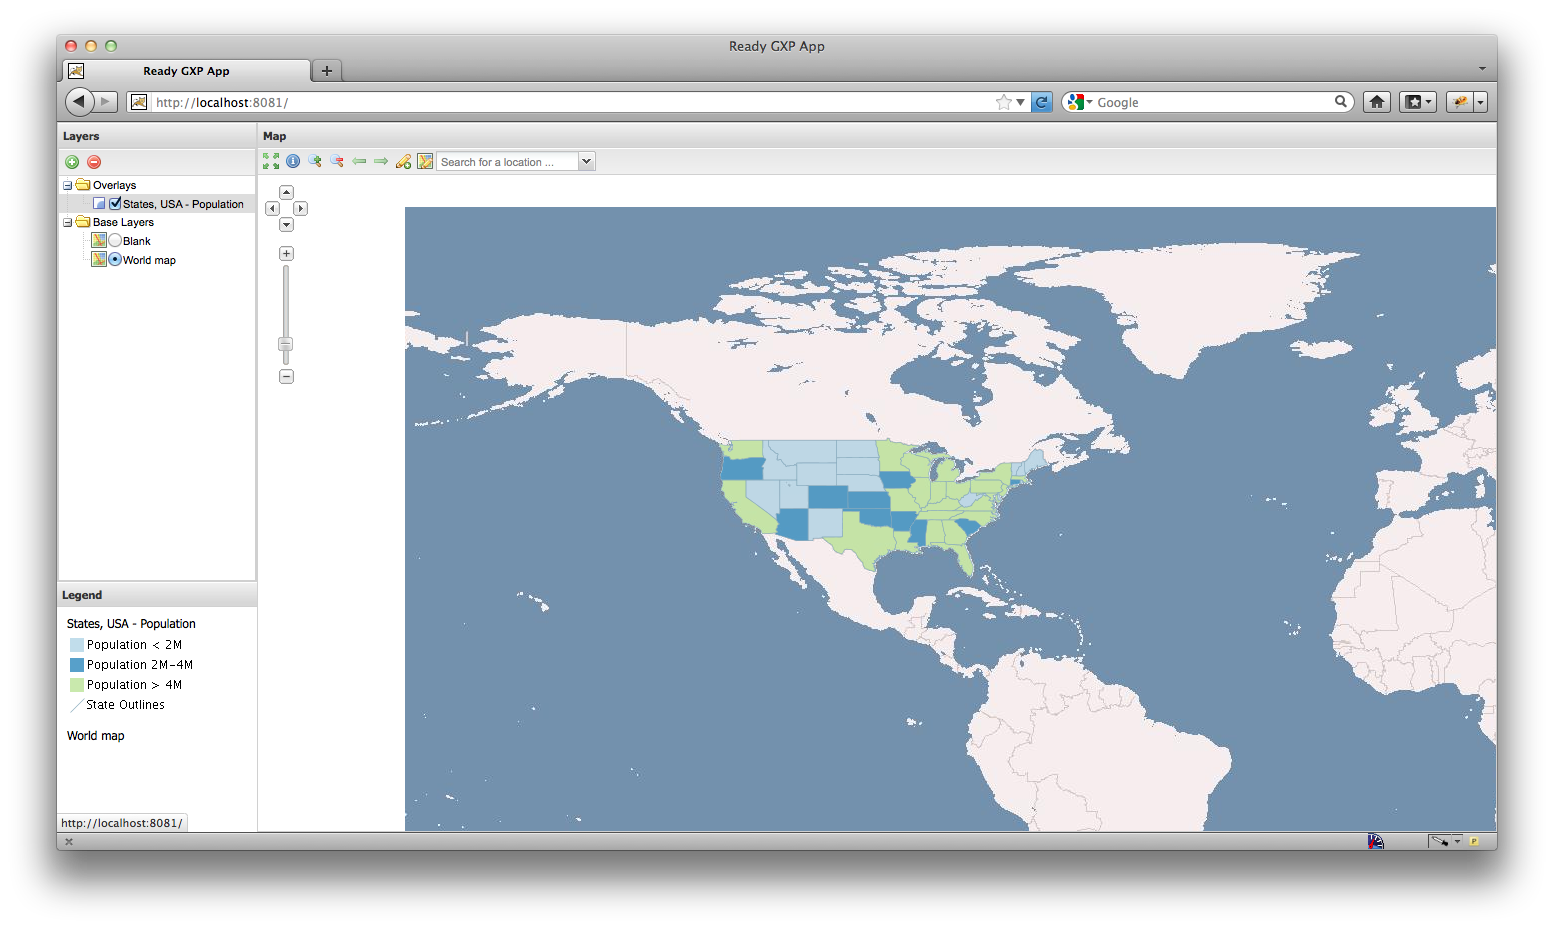 Ready GXP App
Ready GXP App
http://localhost:8081/
Google
Layers
Map
Search for a location ...
Overlays
States, USA - Population
Base Layers
Blank
World map
Legend
States, USA - Population
Population < 2M
Population 2M-4M
Population > 4M
State Outlines
World map
http://localhost:8081/
P